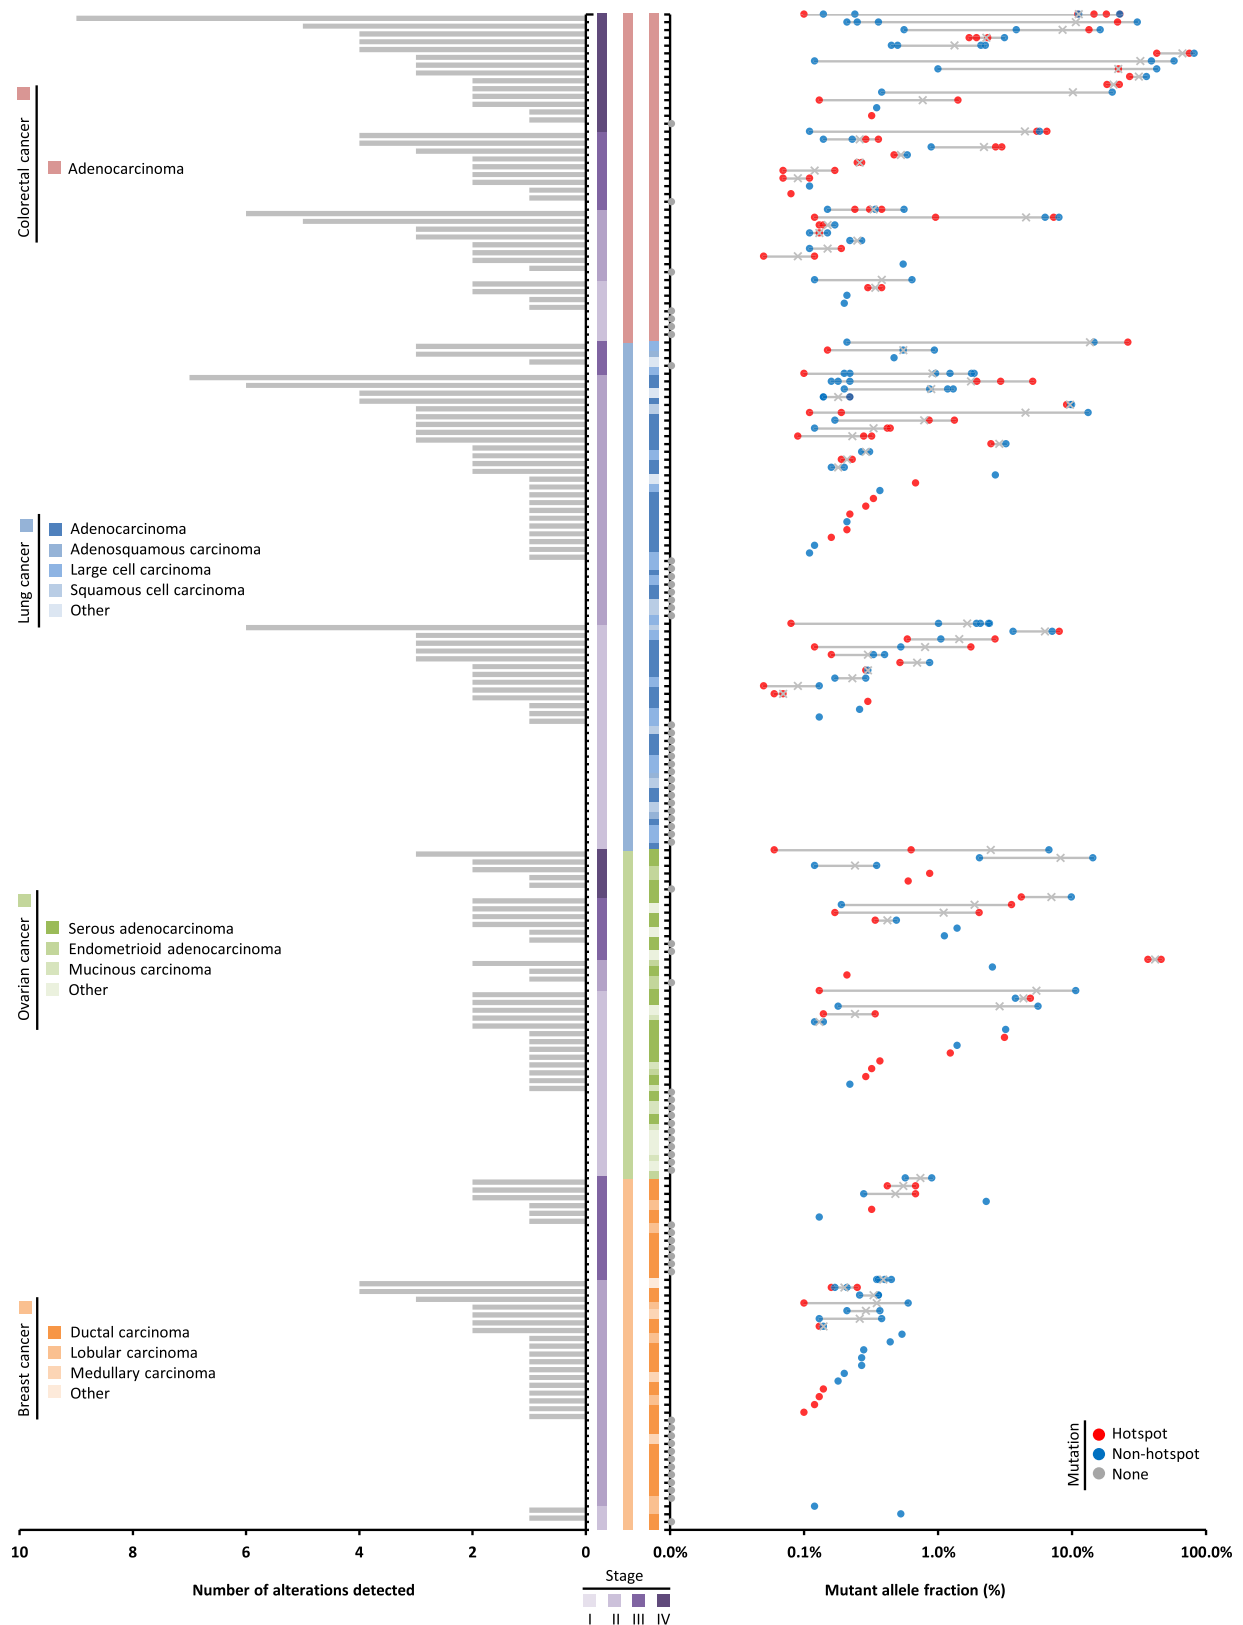 Colorectal cancer
Adenocarcinoma
Lung cancer
Adenocarcinoma
Adenosquamous carcinoma
Large cell carcinoma
Squamous cell carcinoma
Other
Ovarian cancer
Serous adenocarcinoma
Endometrioid adenocarcinoma
Mucinous carcinoma
Other
Breast cancer
Ductal carcinoma
Lobular carcinoma
Medullary carcinoma
Other
Mutation
Hotspot
Non-hotspot
None
10 8 6 4 2 0 0.0% 0.1% 1.0% 10.0% 100.0%
Number of alterations detected
Stage
I II III IV
Mutant allele fraction (%)